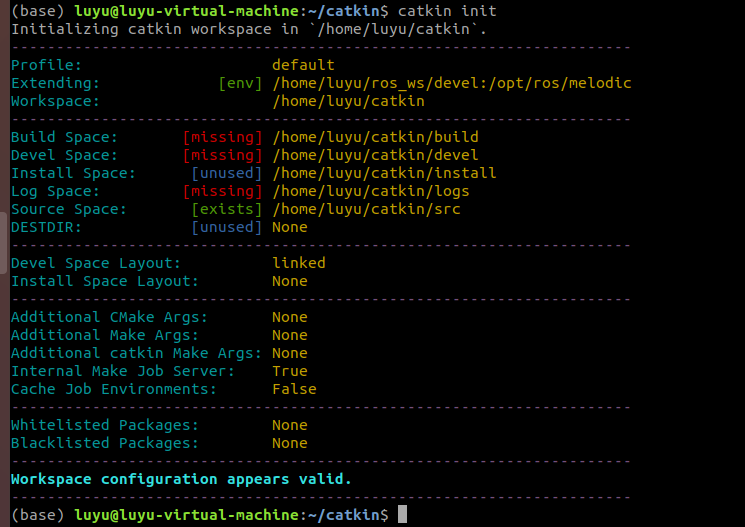 (base) luyu@luyu-virtual-machine:~/catkin$ catkin init
Initializing catkin workspace in `/home/luyu/catkin`.
----------------------------------------------------------------------
Profile:                     default
Extending:             [env] /home/luyu/ros_ws/devel:/opt/ros/melodic
Workspace:                   /home/luyu/catkin
----------------------------------------------------------------------
Build Space:       [missing] /home/luyu/catkin/build
Devel Space:       [missing] /home/luyu/catkin/devel
Install Space:      [unused] /home/luyu/catkin/install
Log Space:         [missing] /home/luyu/catkin/logs
Source Space:       [exists] /home/luyu/catkin/src
DESTDIR:            [unused] None
----------------------------------------------------------------------
Devel Space Layout:          linked
Install Space Layout:        None
----------------------------------------------------------------------
Additional CMake Args:       None
Additional Make Args:        None
Additional catkin Make Args: None
Internal Make Job Server:    True
Cache Job Environments:      False
----------------------------------------------------------------------
Whitelisted Packages:        None
Blacklisted Packages:        None
----------------------------------------------------------------------
Workspace configuration appears valid.
----------------------------------------------------------------------
(base) luyu@luyu-virtual-machine:~/catkin$